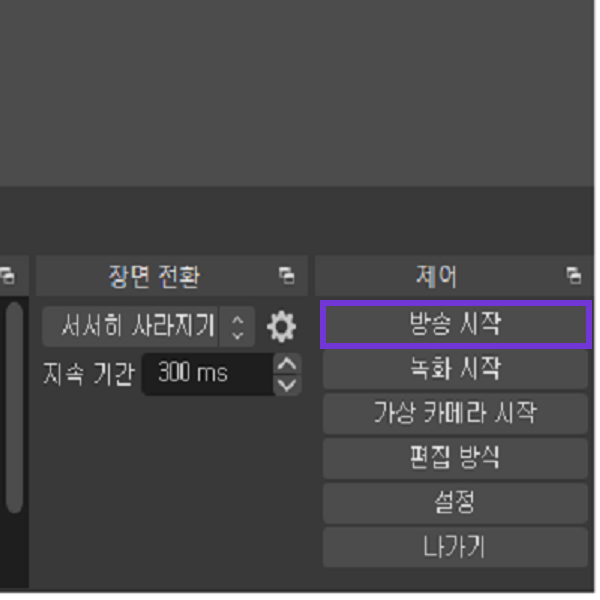 장면 전환
서서히 사라지기
지속 기간 300 ms
제어
방송 시작
녹화 시작
가상 카메라 시작
편집 방식
설정
나가기